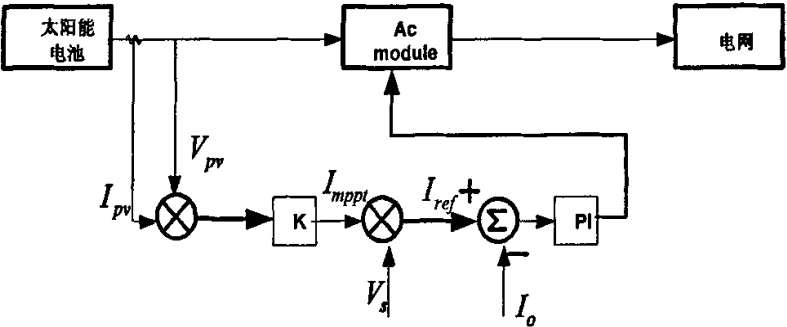 太阳能
电池
Ac
module
电网
V_pv
I_pv
I_mppt
I_ref
+
K
Σ
PI
−
V_s
I_o